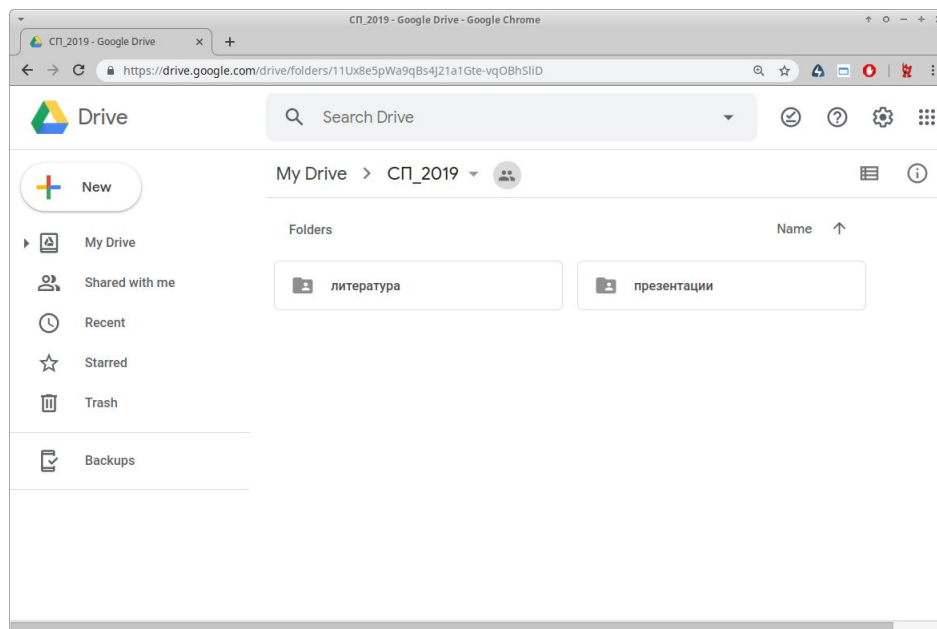 СП_2019 - Google Drive - Google Chrome
СП_2019 - Google Drive
https://drive.google.com/drive/folders/11Ux8e5pWa9qBs4J21a1Gte-vqOBhSliD
Drive
Search Drive
New
My Drive > СП_2019
My Drive
Shared with me
Recent
Starred
Trash
Backups
Folders
Name
литература
презентации